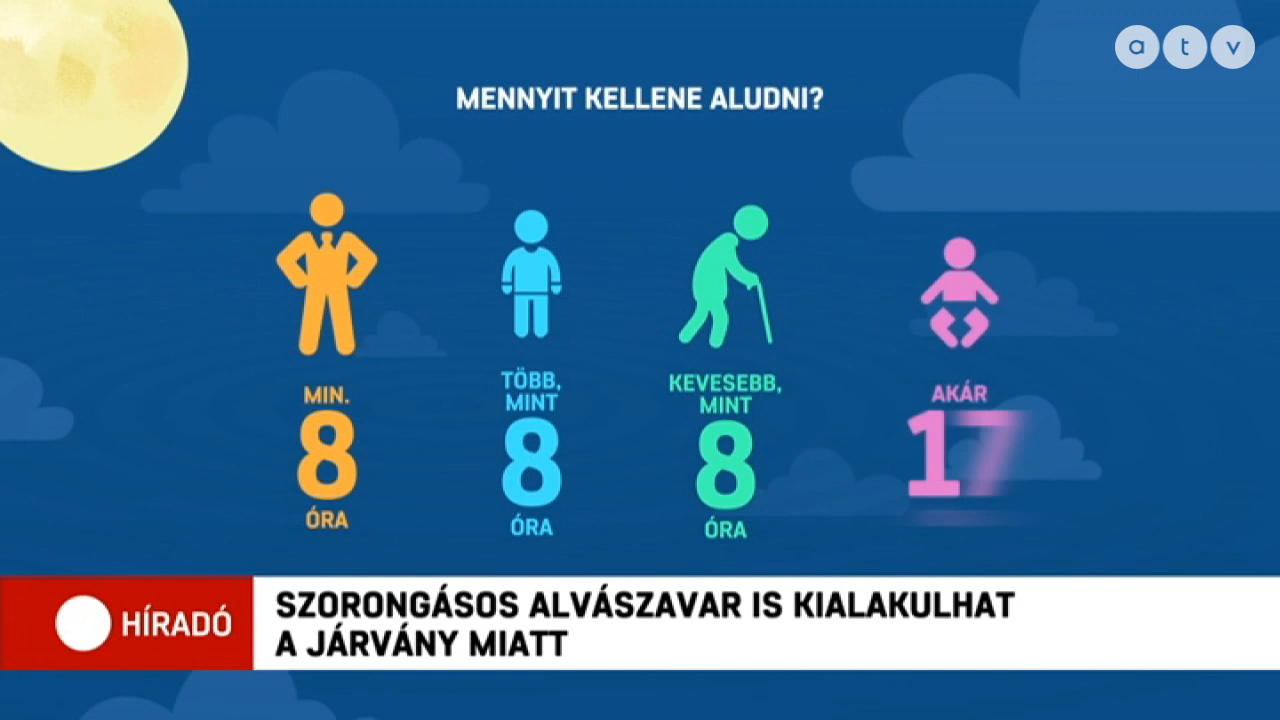 atv
MENNYIT KELLENE ALUDNI?
MIN.
8
ÓRA
TÖBB,
MINT
8
ÓRA
KEVESEBB,
MINT
8
ÓRA
AKÁR
17
HÍRADÓ
SZORONGÁSOS ALVÁSZAVAR IS KIALAKULHAT
A JÁRVÁNY MIATT